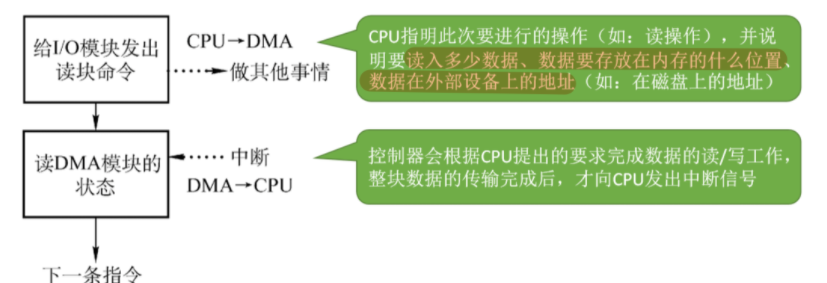 给I/O模块发出
读块命令
CPU→DMA
做其他事情
CPU指明此次要进行的操作（如：读操作），并说
明要读入多少数据、数据要存放在内存的什么位置、
数据在外部设备上的地址（如：在磁盘上的地址）
读DMA模块的
状态
中断
DMA→CPU
控制器会根据CPU提出的要求完成数据的读/写工作，
整块数据的传输完成后，才向CPU发出中断信号
下一条指令